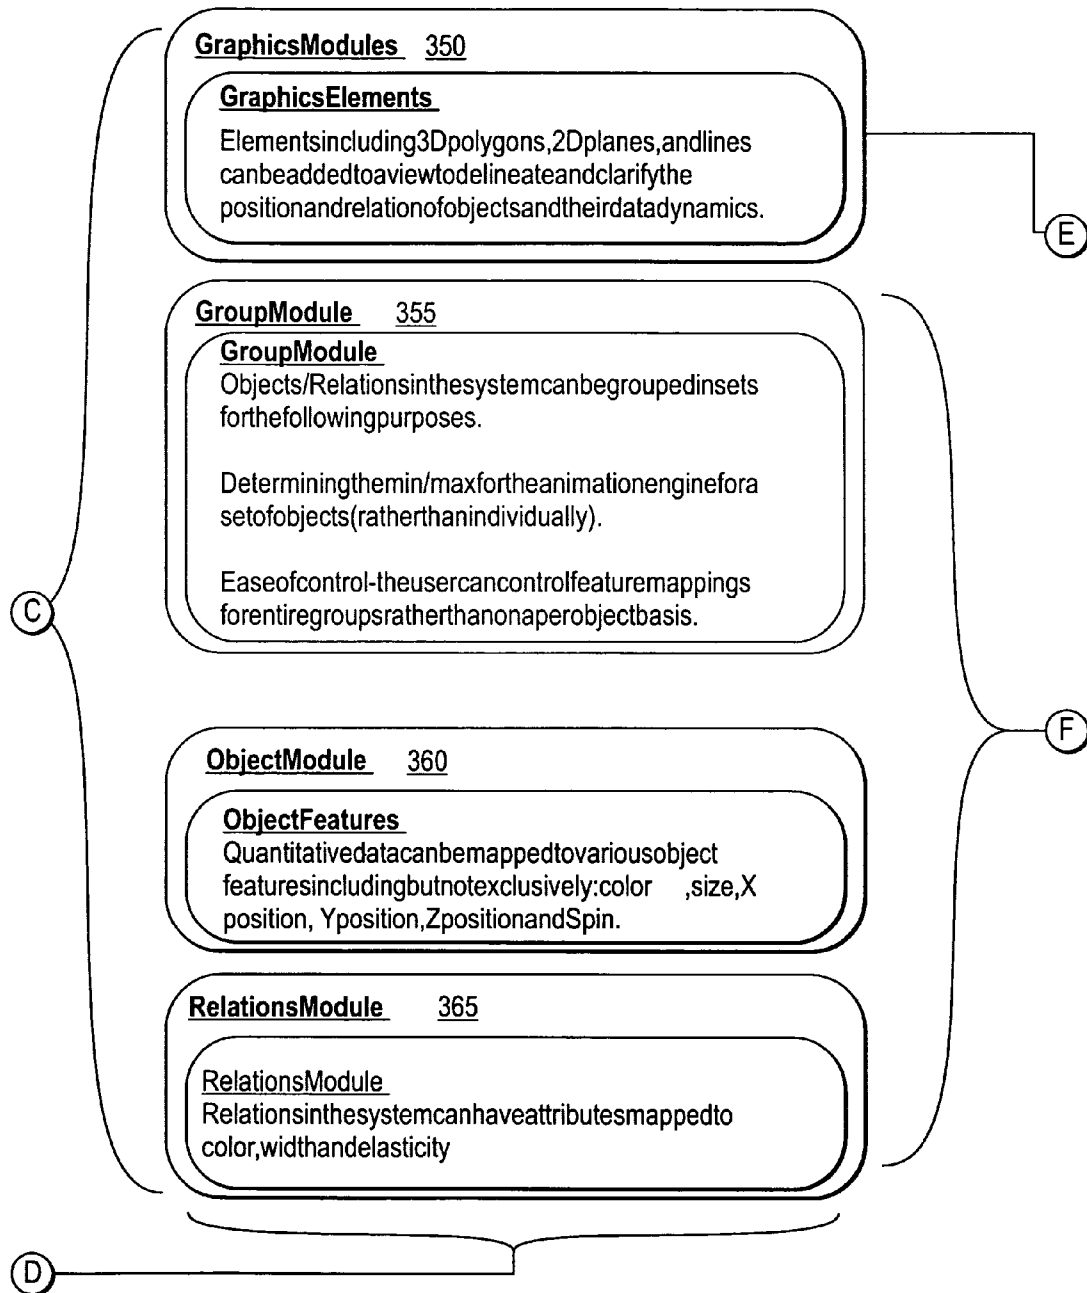 GraphicsModules 350
GraphicsElements
Elementsincluding3Dpolygons,2Dplanes,andlines
canbeaddedtoaviewtodelineateandclarifythe
positionandrelationofobjectsandtheirdatadynamics.
E
GroupModule 355
GroupModule
Objects/Relationsinthesystemcanbegroupedinsets
forthefollowingpurposes.
Determiningthemin/maxfortheanimationenginefora
setofobjects(ratherthanindividually).
Easeofcontrol-theusercancontrolfeaturemappings
forentiregroupsratherthanonaperobjectbasis.
C
F
ObjectModule 360
ObjectFeatures
Quantitativedatacanbemappedtovariousobject
featuresincludingbutnotexclusively:color ,size,X
position, Yposition,ZpositionandSpin.
RelationsModule 365
RelationsModule
Relationsinthesystemcanhaveattributesmappedto
color,widthandelasticity
D